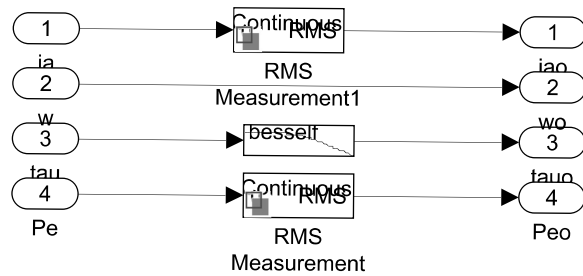 1
Continuous
RMS
1
ia
RMS
Measurement1
iao
2
2
w
wo
3
besself
3
tau
tauo
4
Continuous
RMS
4
Pe
RMS
Measurement
Peo